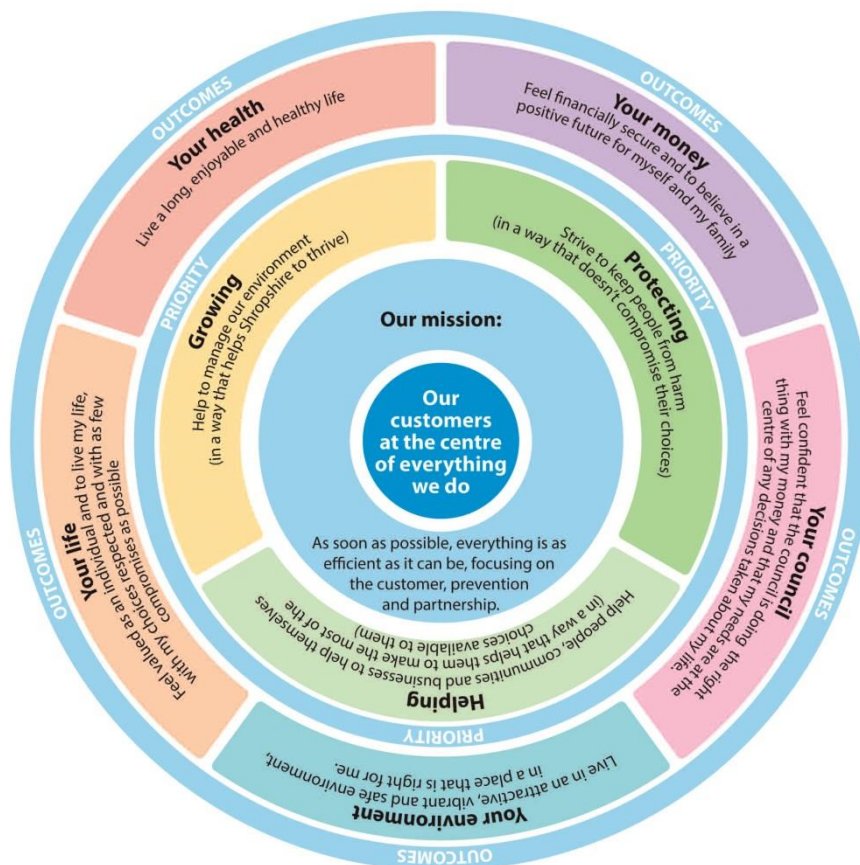 OUTCOMES
Your health
Live a long, enjoyable and healthy life
OUTCOMES
Your money
Feel financially secure and to believe in a
positive future for myself and my family
OUTCOMES
Your council
Feel confident that the council is doing the right
thing with my money and that my needs are at the
centre of any decisions taken about my life.
OUTCOMES
Your environment
Live in an attractive, vibrant and safe environment,
in a place that is right for me.
OUTCOMES
Your life
Feel valued as an individual and to live my life,
with my choices respected and with as few
compromises as possible
PRIORITY
Growing
Help to manage our environment
(in a way that helps Shropshire to thrive)
PRIORITY
Protecting
Strive to keep people from harm
(in a way that doesn't compromise their choices)
PRIORITY
Helping
Help people, communities and businesses to help themselves
(in a way that helps them to make the most of the
choices available to them)
Our mission:
Our
customers
at the centre
of everything
we do
As soon as possible, everything is as
efficient as it can be, focusing on
the customer, prevention
and partnership.